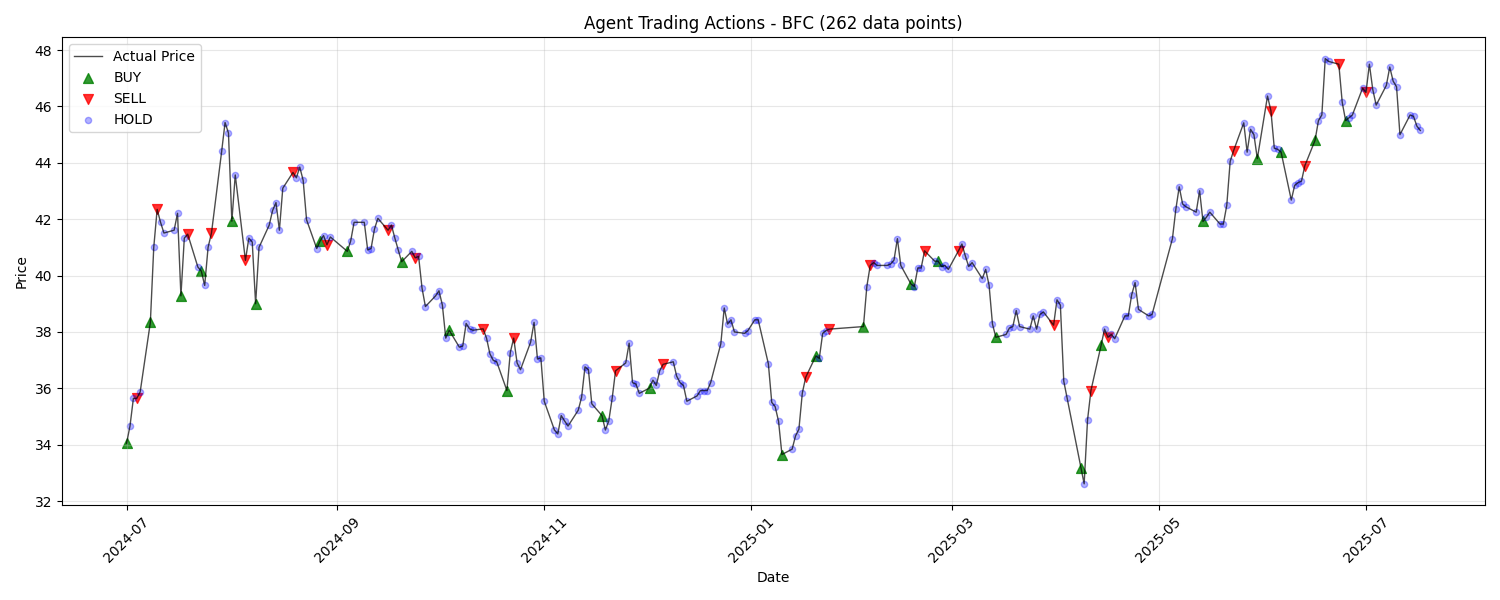 Agent Trading Actions - BFC (262 data points)
Actual Price
BUY
SELL
HOLD
Price
48
46
44
42
40
38
36
34
32
2024-07
2024-09
2024-11
2025-01
2025-03
2025-05
2025-07
Date